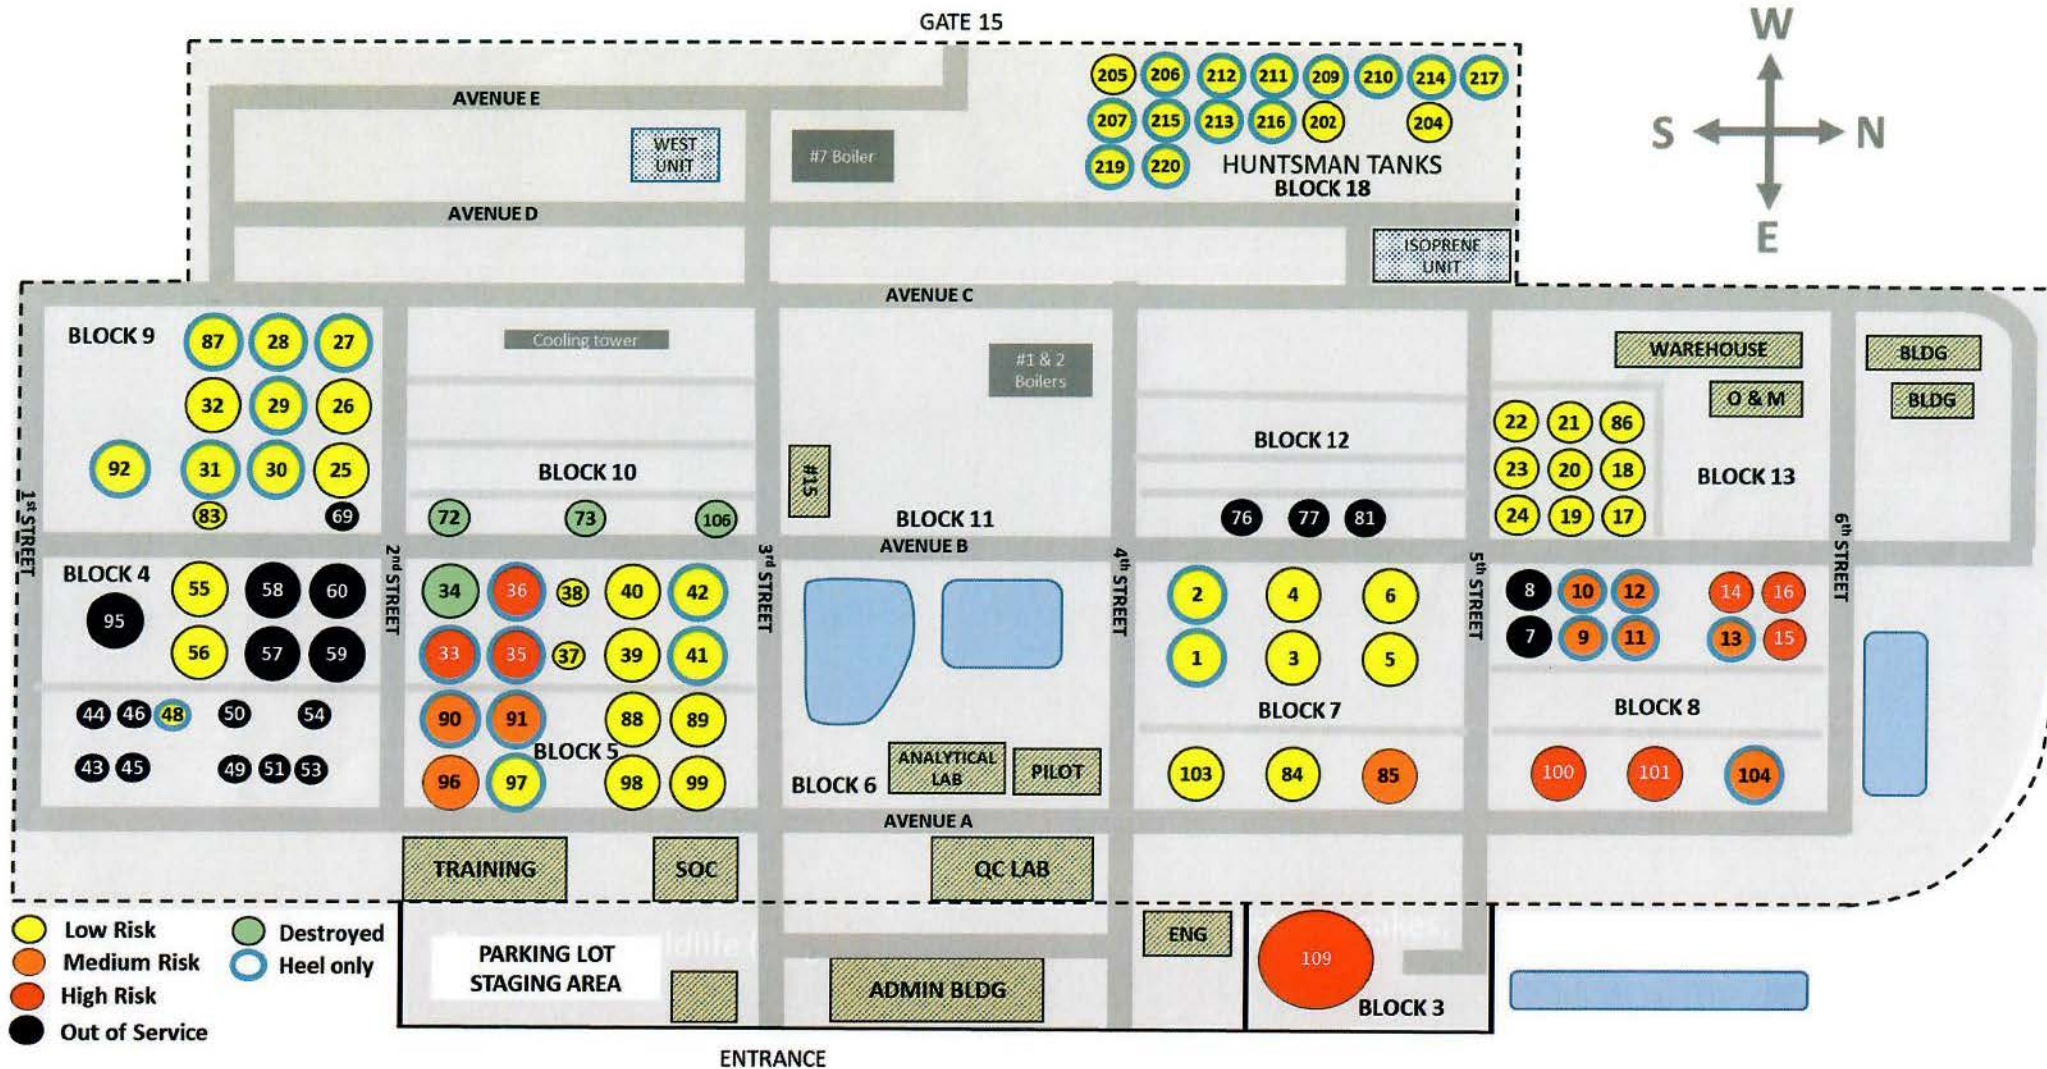 GATE 15
W
S N
E
AVENUE E
205 206 212 211 209 210 214 217
207 215 213 216 202 204
219 220 HUNTSMAN TANKS
BLOCK 18
WEST
UNIT
#7 Boiler
AVENUE D
ISOPRENE
UNIT
AVENUE C
BLOCK 9
87 28 27
32 29 26
92 31 30 25
83 69
Cooling tower
BLOCK 10
72 73 106
#1 & 2
Boilers
#15
BLOCK 11
BLOCK 12
76 77 81
WAREHOUSE
O & M
22 21 86
23 20 18
24 19 17
BLOCK 13
BLDG
BLDG
AVENUE B
1st STREET
2nd STREET
3rd STREET
4th STREET
5th STREET
6th STREET
BLOCK 4
55 58 60
95
56 57 59
44 46 48 50 54
43 45 49 51 53
34 36 38 40 42
33 35 37 39 41
90 91 88 89
BLOCK 5
96 97 98 99
BLOCK 6
ANALYTICAL
LAB
PILOT
2 4 6
1 3 5
BLOCK 7
103 84 85
8 10 12 14 16
7 9 11 13 15
BLOCK 8
100 101 104
AVENUE A
TRAINING
SOC
QC LAB
Low Risk
Medium Risk
High Risk
Out of Service
Destroyed
Heel only
PARKING LOT
STAGING AREA
ADMIN BLDG
ENG
109
BLOCK 3
ENTRANCE